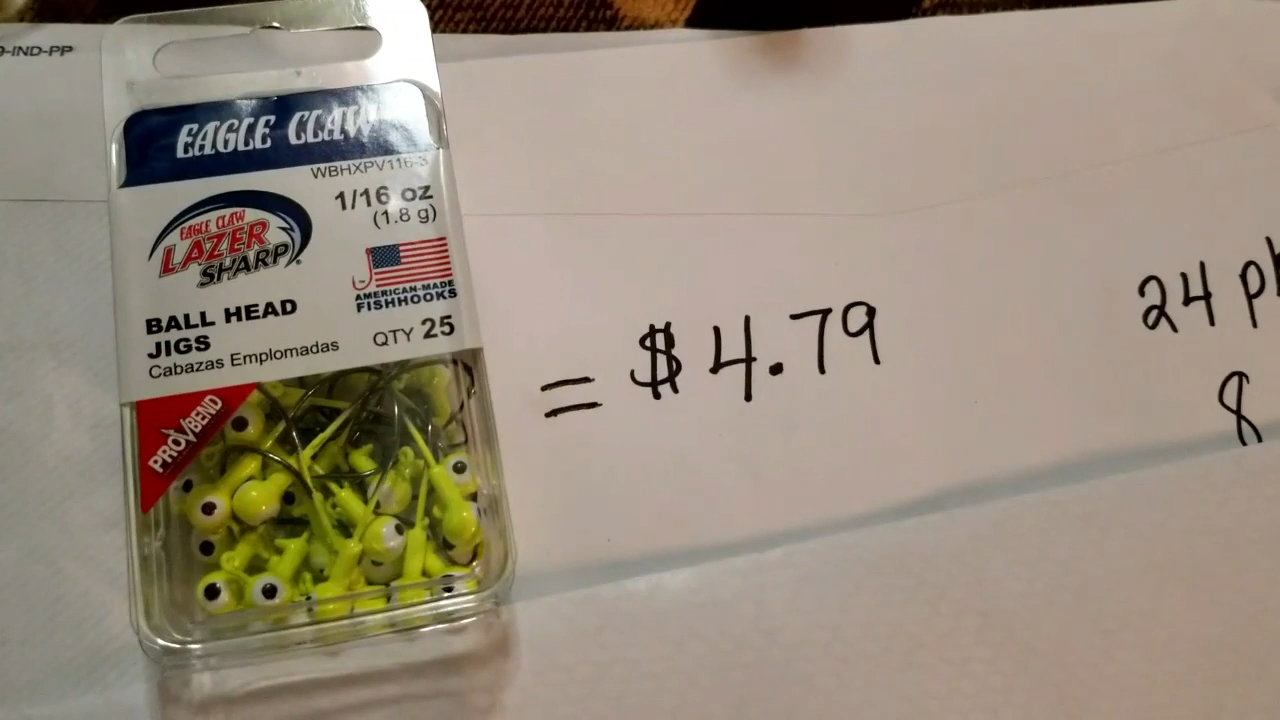 9-IND-PP
EAGLE CLAW
WBHXPV116-3
1/16 oz
(1.8 g)
EAGLE CLAW
LAZER
SHARP
AMERICAN-MADE
FISHHOOKS
BALL HEAD
JIGS
QTY 25
Cabazas Emplomadas
PRO V BEND
= $4.79
24
8